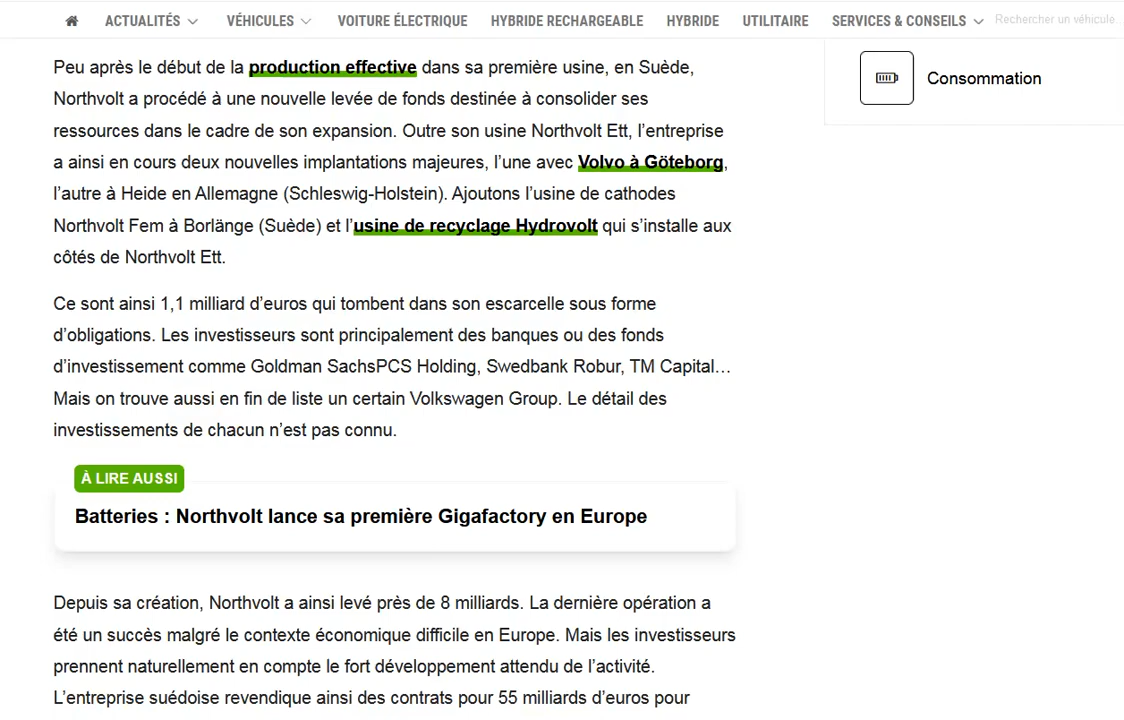 ACTUALITÉS VÉHICULES VOITURE ÉLECTRIQUE HYBRIDE RECHARGEABLE HYBRIDE UTILITAIRE SERVICES & CONSEILS Rechercher un véhicule...
Peu après le début de la production effective dans sa première usine, en Suède,
Northvolt a procédé à une nouvelle levée de fonds destinée à consolider ses
ressources dans le cadre de son expansion. Outre son usine Northvolt Ett, l’entreprise
a ainsi en cours deux nouvelles implantations majeures, l’une avec Volvo à Göteborg,
l’autre à Heide en Allemagne (Schleswig-Holstein). Ajoutons l’usine de cathodes
Northvolt Fem à Borlänge (Suède) et l’usine de recyclage Hydrovolt qui s’installe aux
côtés de Northvolt Ett.
Ce sont ainsi 1,1 milliard d’euros qui tombent dans son escarcelle sous forme
d’obligations. Les investisseurs sont principalement des banques ou des fonds
d’investissement comme Goldman SachsPCS Holding, Swedbank Robur, TM Capital…
Mais on trouve aussi en fin de liste un certain Volkswagen Group. Le détail des
investissements de chacun n’est pas connu.
À LIRE AUSSI
Batteries : Northvolt lance sa première Gigafactory en Europe
Depuis sa création, Northvolt a ainsi levé près de 8 milliards. La dernière opération a
été un succès malgré le contexte économique difficile en Europe. Mais les investisseurs
prennent naturellement en compte le fort développement attendu de l’activité.
L’entreprise suédoise revendique ainsi des contrats pour 55 milliards d’euros pour
Consommation